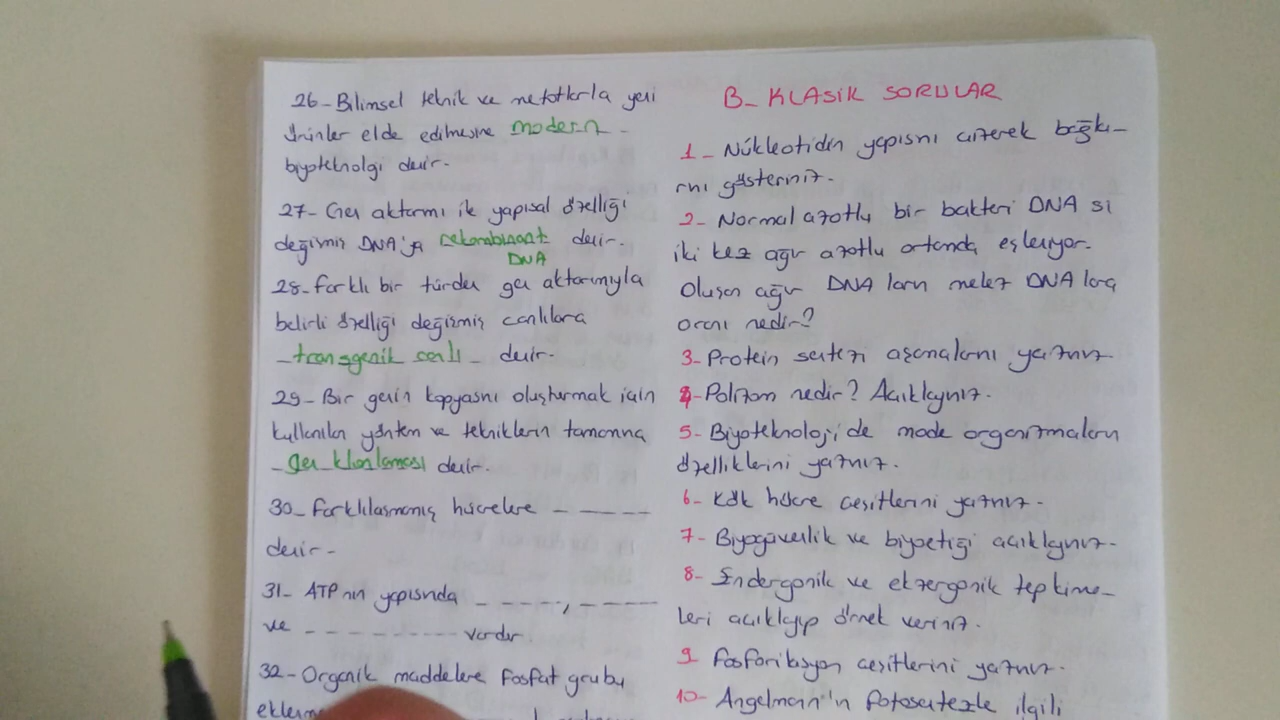 26- Bilimsel teknik ve metotlarla yeni
ürünler elde edilmesine modern
biyoteknoloji denir.
27- Gen aktarımı ile yapısal özelliği
değişmiş DNA'ya rekombinant denir.
DNA
28- Farklı bir türden gen aktarımıyla
belirli özelliği değişmiş canlılara
transgenik canlı denir.
29- Bir genin kopyasını oluşturmak için
kullanılan yöntem ve tekniklerin tamamına
gen klonlaması denir.
30- Farklılaşmamış hücrelere _ _ _ _ _
denir.
31- ATP'nin yapısında _ _ _ _ _, _ _ _ _
ve _ _ _ _ _ _ _ _ vardır
32- Organik maddelere fosfat grubu
B- KLASİK SORULAR
1- Nükleotidin yapısını çizerek bağla-
rını gösteriniz.
2- Normal azotlu bir bakteri DNA sı
iki kez ağır azotlu ortamda eşleniyor.
Oluşan ağır DNA ların melez DNA lara
oranı nedir?
3- Protein sentezi aşamalarını yazınız
4- Polizom nedir? Açıklayınız.
5- Biyoteknoloji'de model organizmaların
özelliklerini yazınız.
6- Kök hücre çeşitlerini yazınız.
7- Biyogüvenlik ve biyoetiği açıklayınız.
8- Endergonik ve ekzergonik tepkime-
leri açıklayıp örnek veriniz.
9- Fosforilasyon çeşitlerini yazınız.
10- Angelmann'ın fotosentezle ilgili